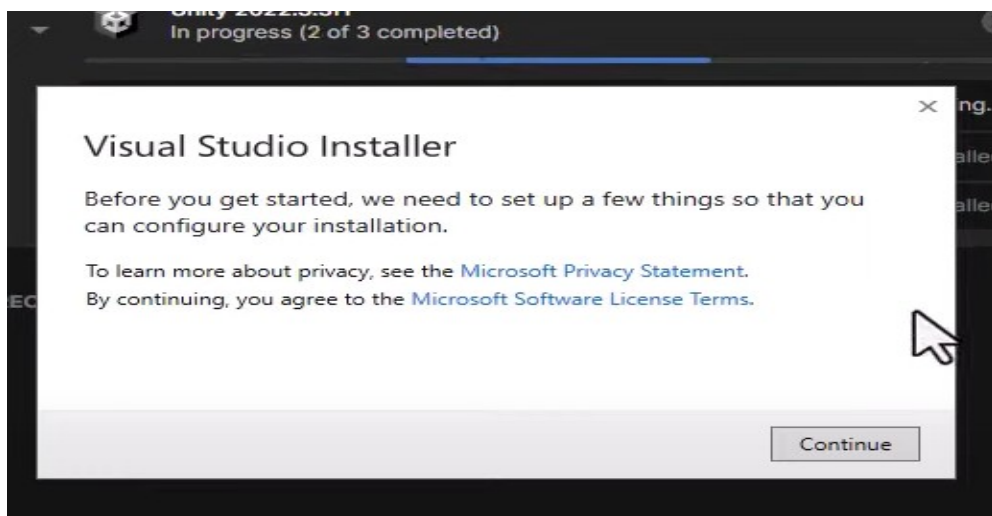 In progress (2 of 3 completed)
ng.
Visual Studio Installer
Before you get started, we need to set up a few things so that you
can configure your installation.
To learn more about privacy, see the Microsoft Privacy Statement.
By continuing, you agree to the Microsoft Software License Terms.
Continue